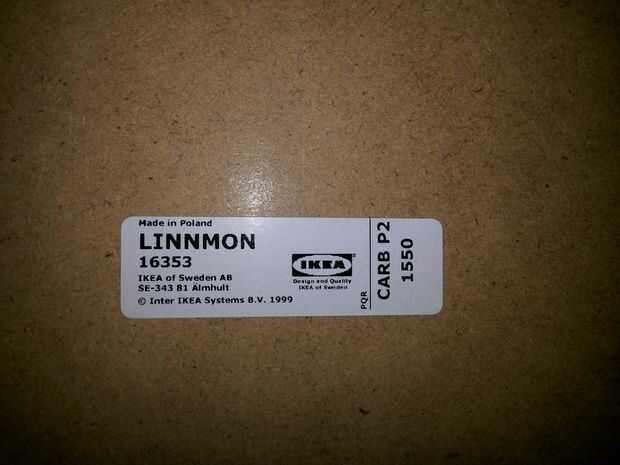 Made in Poland
LINNMON
16353
IKEA of Sweden AB
SE-343 81 Älmhult
© Inter IKEA Systems B.V. 1999
IKEA®
Design and Quality
IKEA of Sweden
PQR
CARB P2
1550